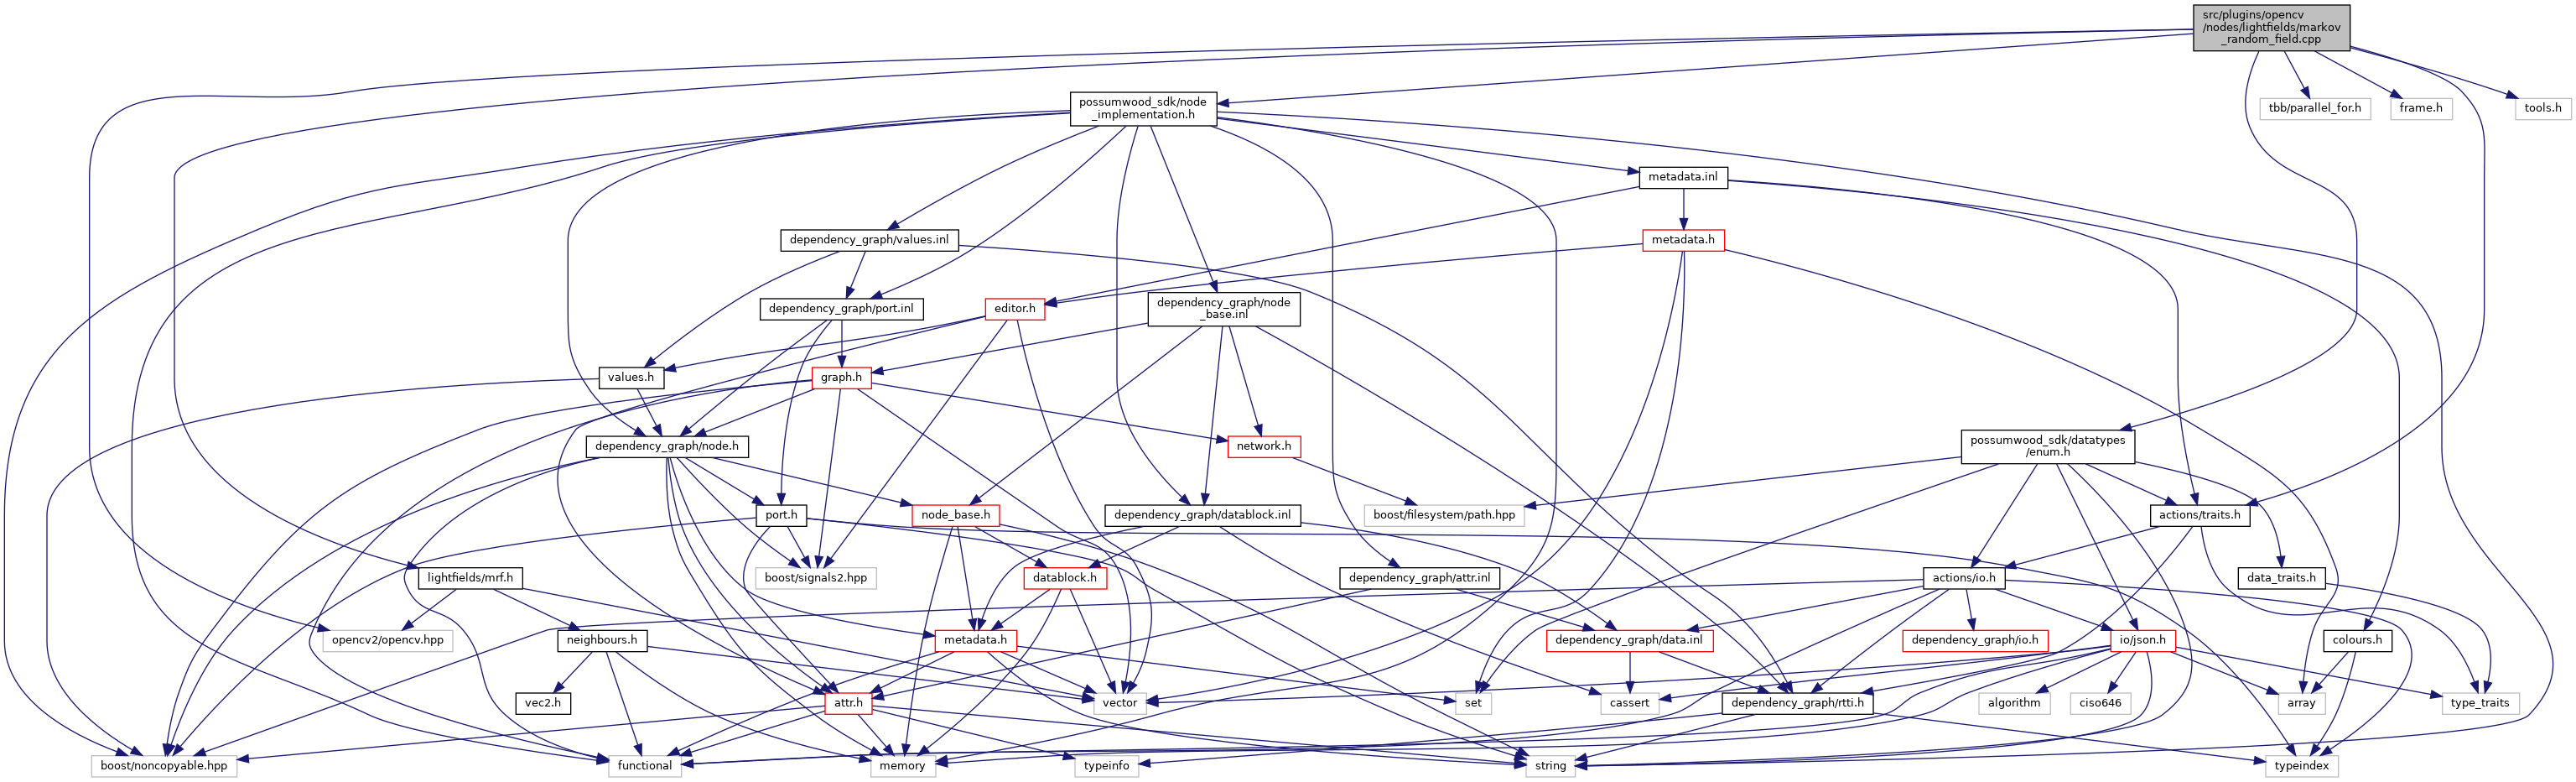 src/plugins/opencv
/nodes/lightfields/markov
_random_field.cpp
possumwood_sdk/node
_implementation.h
tbb/parallel_for.h
frame.h
tools.h
metadata.inl
dependency_graph/values.inl
metadata.h
dependency_graph/port.inl
editor.h
dependency_graph/node
_base.inl
values.h
graph.h
dependency_graph/node.h
network.h
possumwood_sdk/datatypes
/enum.h
port.h
node_base.h
dependency_graph/datablock.inl
boost/filesystem/path.hpp
actions/traits.h
lightfields/mrf.h
boost/signals2.hpp
datablock.h
dependency_graph/attr.inl
actions/io.h
data_traits.h
opencv2/opencv.hpp
neighbours.h
metadata.h
dependency_graph/data.inl
dependency_graph/io.h
io/json.h
colours.h
vec2.h
attr.h
vector
set
cassert
dependency_graph/rtti.h
algorithm
ciso646
array
type_traits
boost/noncopyable.hpp
functional
memory
typeinfo
string
typeindex